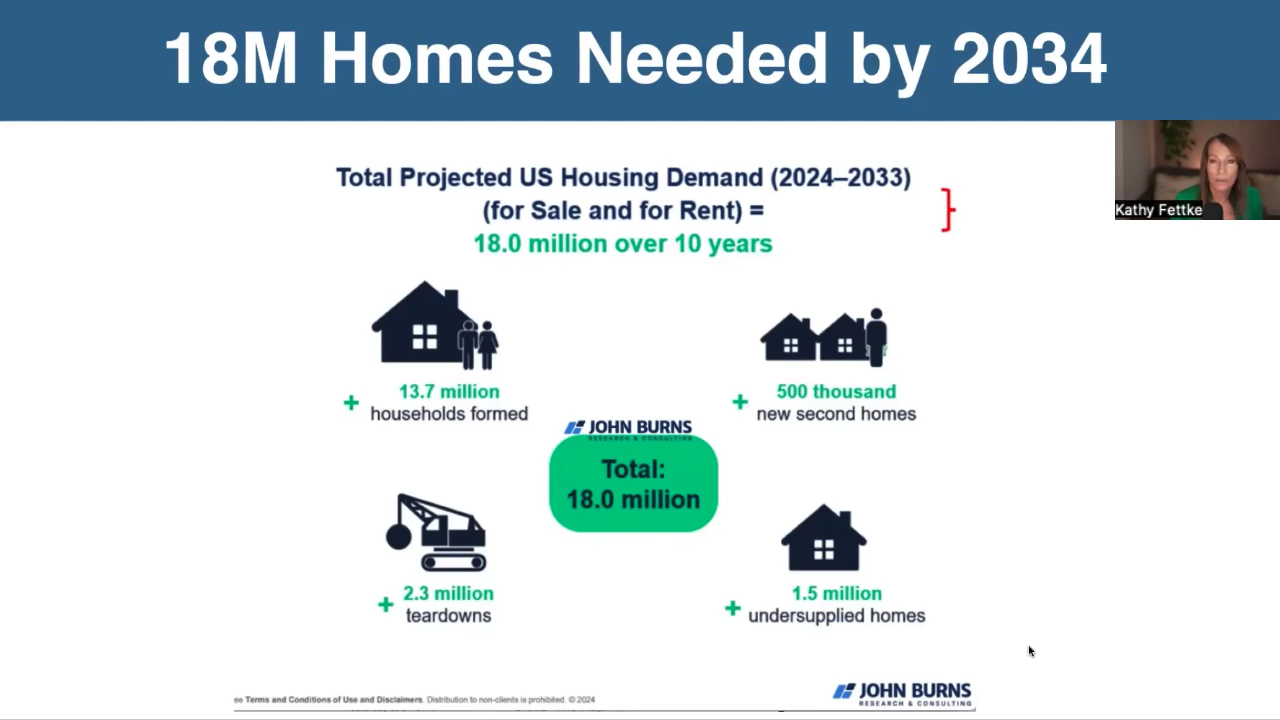 18M Homes Needed by 2034
Total Projected US Housing Demand (2024–2033)
(for Sale and for Rent) =
18.0 million over 10 years
Kathy Fettke
+ 13.7 million
households formed
+ 500 thousand
new second homes
JOHN BURNS
RESEARCH & CONSULTING
Total:
18.0 million
+ 2.3 million
teardowns
+ 1.5 million
undersupplied homes
ee Terms and Conditions of Use and Disclaimers. Distribution to non-clients is prohibited. © 2024
JOHN BURNS
RESEARCH & CONSULTING